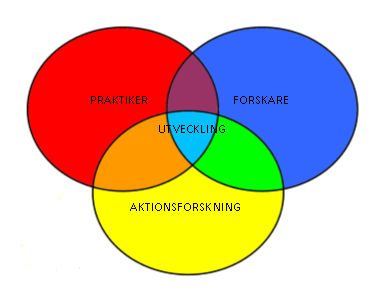 PRAKTIKER FORSKARE
UTVECKLING
AKTIONSFORSKNING